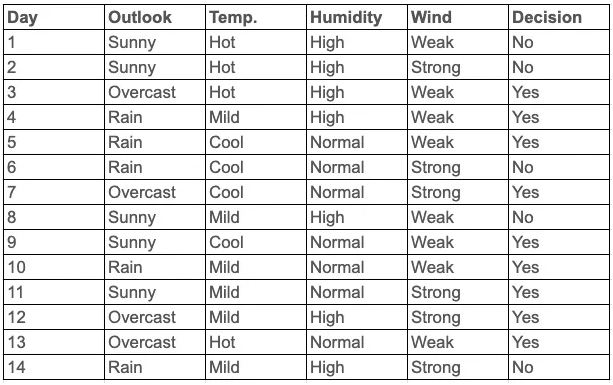 Day Outlook Temp. Humidity Wind Decision
1 Sunny Hot High Weak No
2 Sunny Hot High Strong No
3 Overcast Hot High Weak Yes
4 Rain Mild High Weak Yes
5 Rain Cool Normal Weak Yes
6 Rain Cool Normal Strong No
7 Overcast Cool Normal Strong Yes
8 Sunny Mild High Weak No
9 Sunny Cool Normal Weak Yes
10 Rain Mild Normal Weak Yes
11 Sunny Mild Normal Strong Yes
12 Overcast Mild High Strong Yes
13 Overcast Hot Normal Weak Yes
14 Rain Mild High Strong No